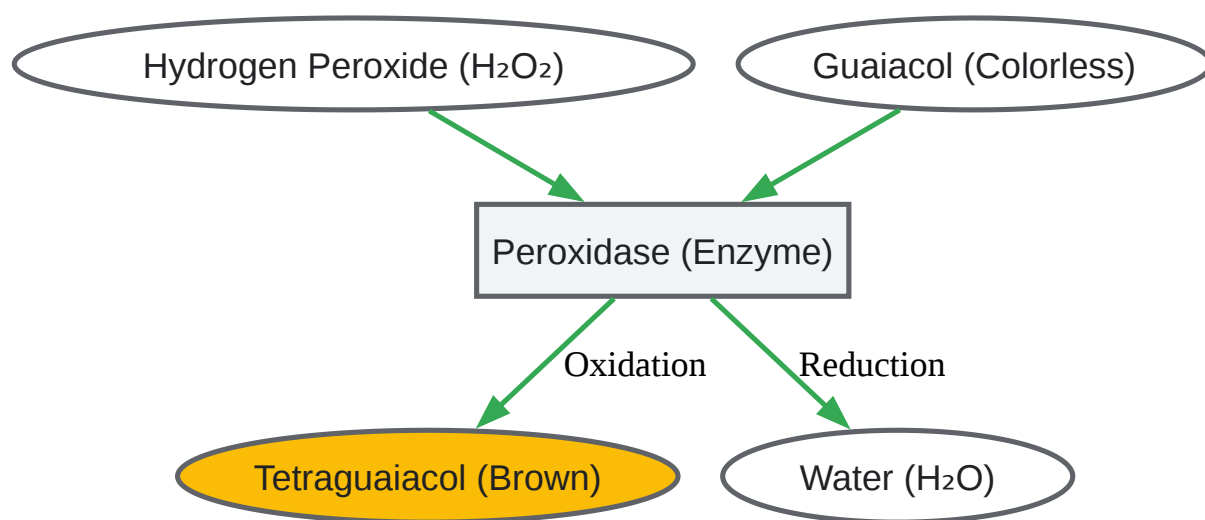 Hydrogen Peroxide (H₂O₂)
Guaiacol (Colorless)
Peroxidase (Enzyme)
Oxidation
Reduction
Tetraguaiacol (Brown)
Water (H₂O)